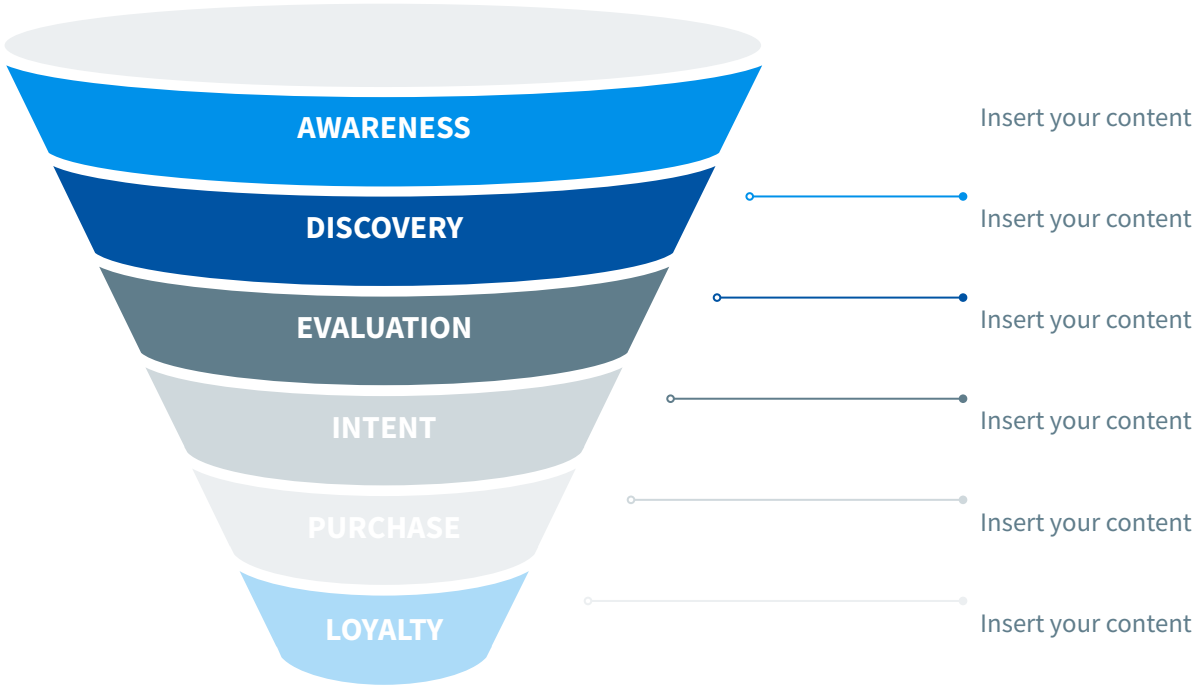 AWARENESS
Insert your content
DISCOVERY
Insert your content
EVALUATION
Insert your content
INTENT
Insert your content
PURCHASE
Insert your content
LOYALTY
Insert your content